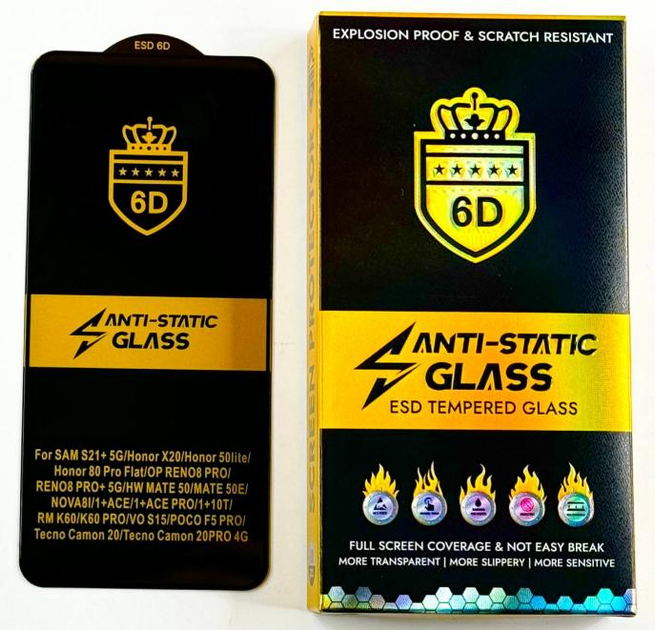 ESD 6D
6D
ANTI-STATIC
GLASS
For SAM S21+ 5G/Honor X20/Honor 50lite/
Honor 80 Pro Flat/OP RENO8 PRO/
RENO8 PRO+ 5G/HW MATE 50/MATE 50E/
NOVA8I/1+ACE/1+ACE PRO/1+10T/
RM K60/K60 PRO/VO S15/POCO F5 PRO/
Tecno Camon 20/Tecno Camon 20PRO 4G
EXPLOSION PROOF & SCRATCH RESISTANT
6D
ANTI-STATIC
GLASS
ESD TEMPERED GLASS
FULL SCREEN COVERAGE & NOT EASY BREAK
MORE TRANSPARENT | MORE SLIPPERY | MORE SENSITIVE
SCREEN PROTECTOR